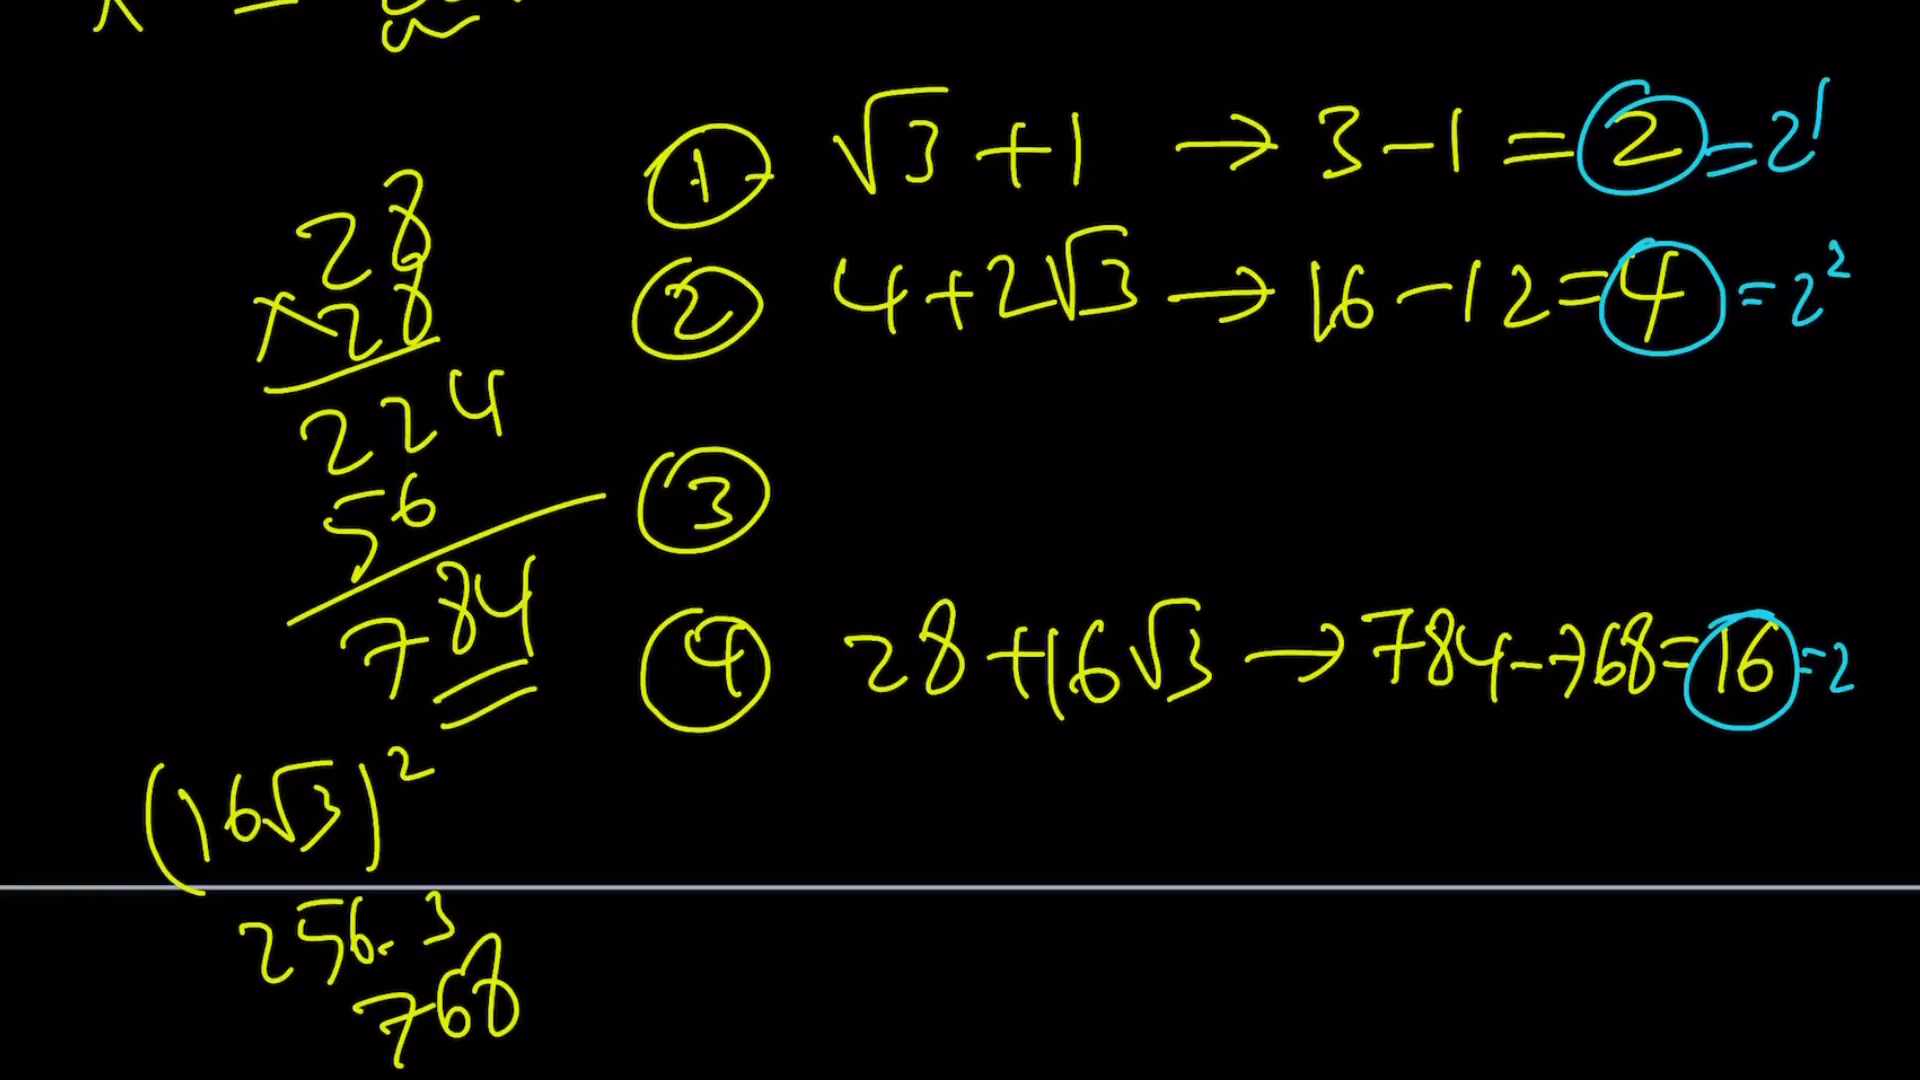 ① √3 + 1 → 3 - 1 = 2 = 2¹
② 4 + 2√3 → 16 - 12 = 4 = 2²
③
④ 28 + 16√3 → 784 - 768 = 16 = 2
28
× 28
224
56
784
(16√3)²
256 · 3
768